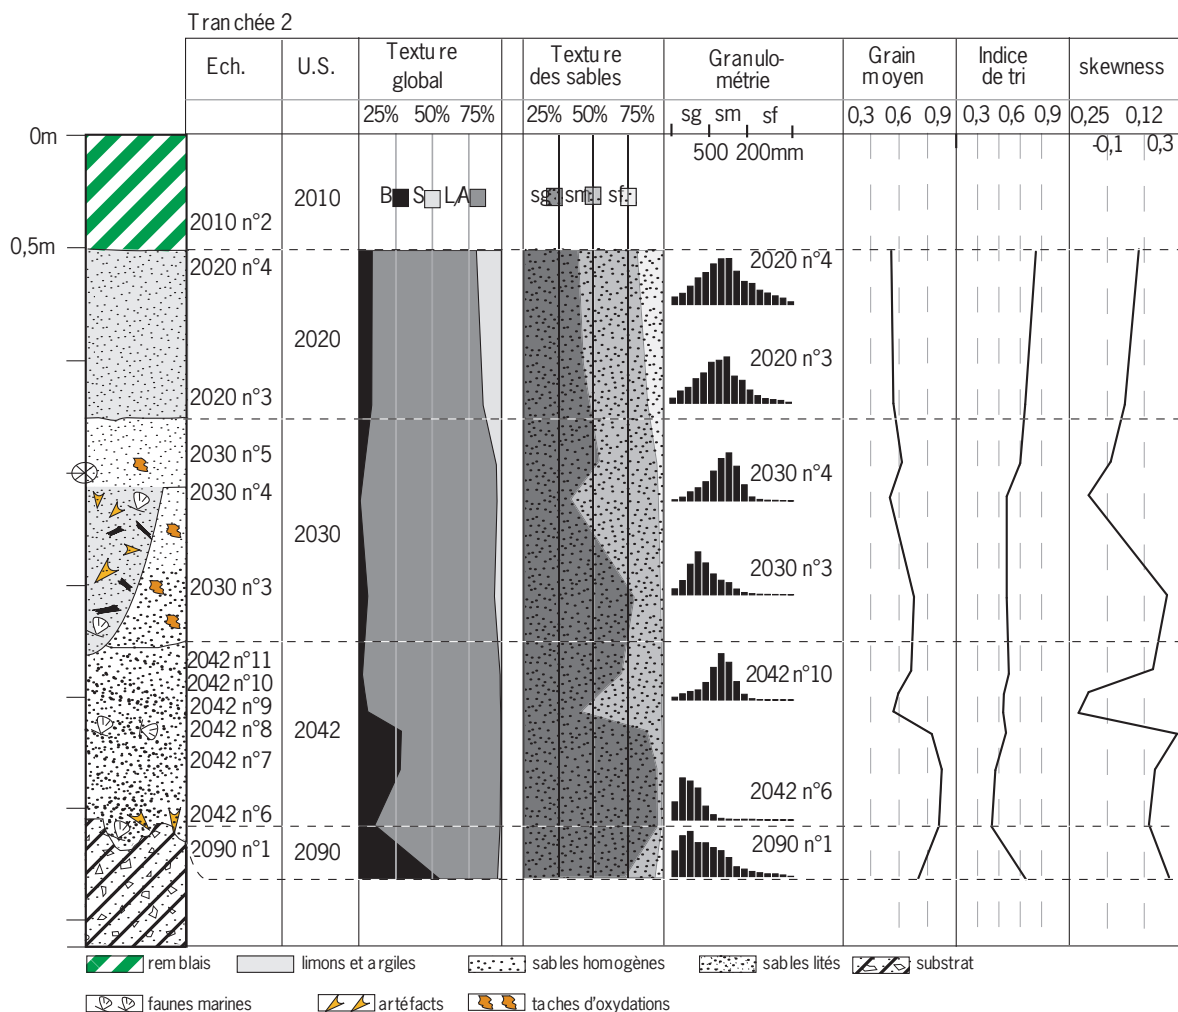 Tranchée 2
Ech.
U.S.
Texture
global
Texture
des sables
Granulo-
métrie
Grain
moyen
Indice
de tri
skewness
25% 50% 75%
25% 50% 75%
sg sm sf
500 200mm
0,3 0,6 0,9
0,3 0,6 0,9
0,25 0,12
-0,1 0,3
0m
0,5m
B S L/A
sg sm sf
2010 n°2
2010
2020 n°4
2020 n°3
2020
2030 n°5
2030 n°4
2030 n°3
2030
2042 n°11
2042 n°10
2042 n°9
2042 n°8
2042 n°7
2042 n°6
2042
2090 n°1
2090
2020 n°4
2020 n°3
2030 n°4
2030 n°3
2042 n°10
2042 n°6
2090 n°1
remblais
limons et argiles
sables homogènes
sables lités
substrat
faunes marines
artéfacts
taches d'oxydations